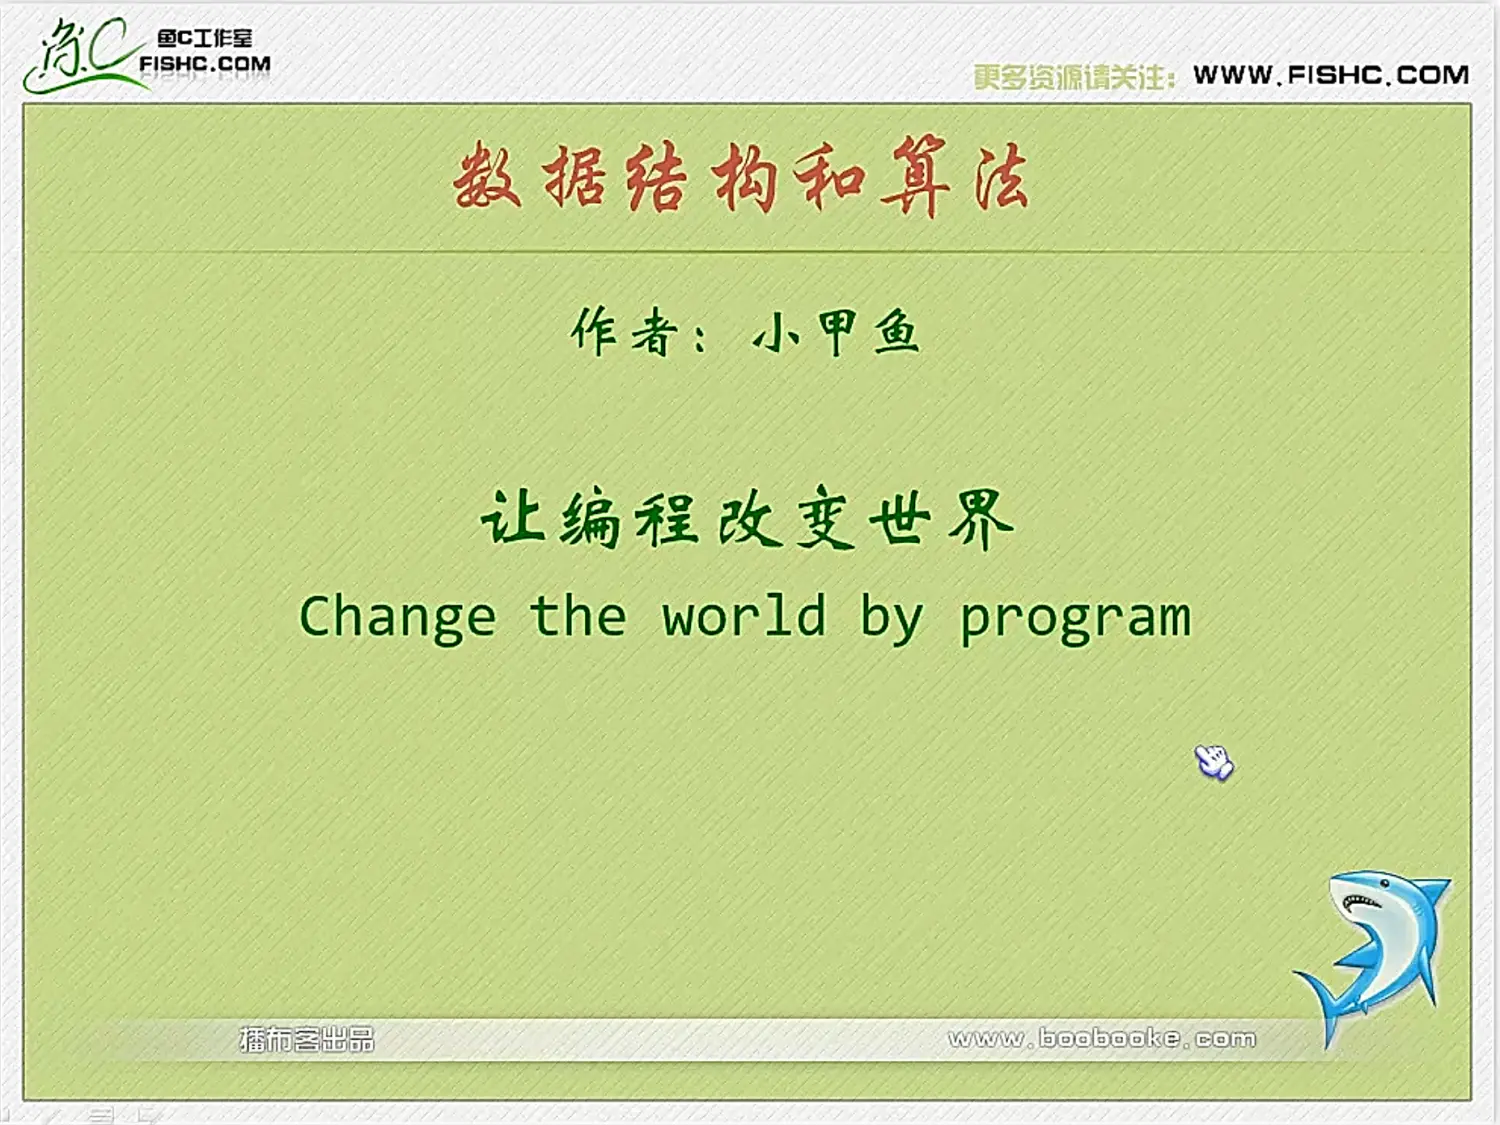 鱼C工作室
FISHC.COM
更多资源请关注: WWW.FISHC.COM
数据结构和算法
作者：小甲鱼
让编程改变世界
Change the world by program
播布客出品
www.boobooke.com